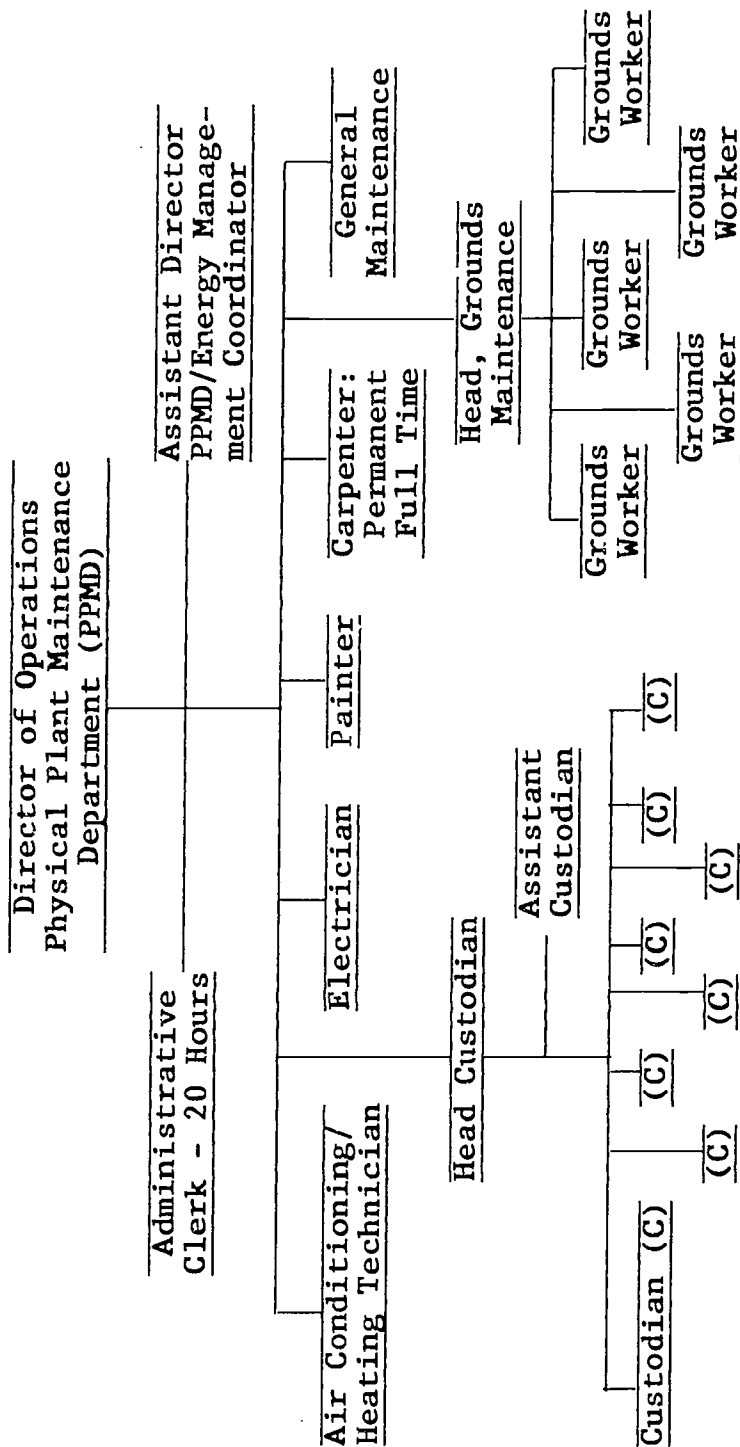 Director of Operations
Physical Plant Maintenance
Department (PPMD)
Administrative
Clerk - 20 Hours
Assistant Director
PPMD/Energy Manage-
ment Coordinator
Air Conditioning/
Heating Technician
Electrician
Painter
Carpenter:
Permanent
Full Time
General
Maintenance
Head Custodian
Head, Grounds
Maintenance
Assistant
Custodian
Custodian (C)
(C)
(C)
(C)
(C)
(C)
(C)
(C)
Grounds
Worker
Grounds
Worker
Grounds
Worker
Grounds
Worker
Grounds
Worker